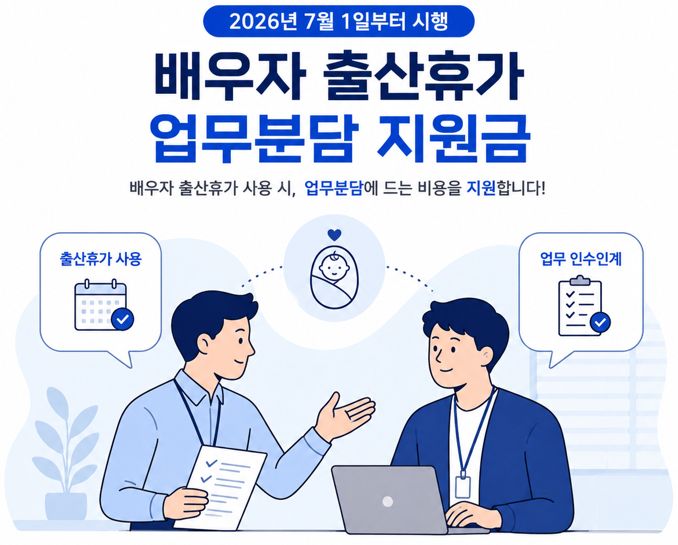 2026년 7월 1일부터 시행
배우자 출산휴가
업무분담 지원금
배우자 출산휴가 사용 시, 업무분담에 드는 비용을 지원합니다!
출산휴가 사용
업무 인수인계